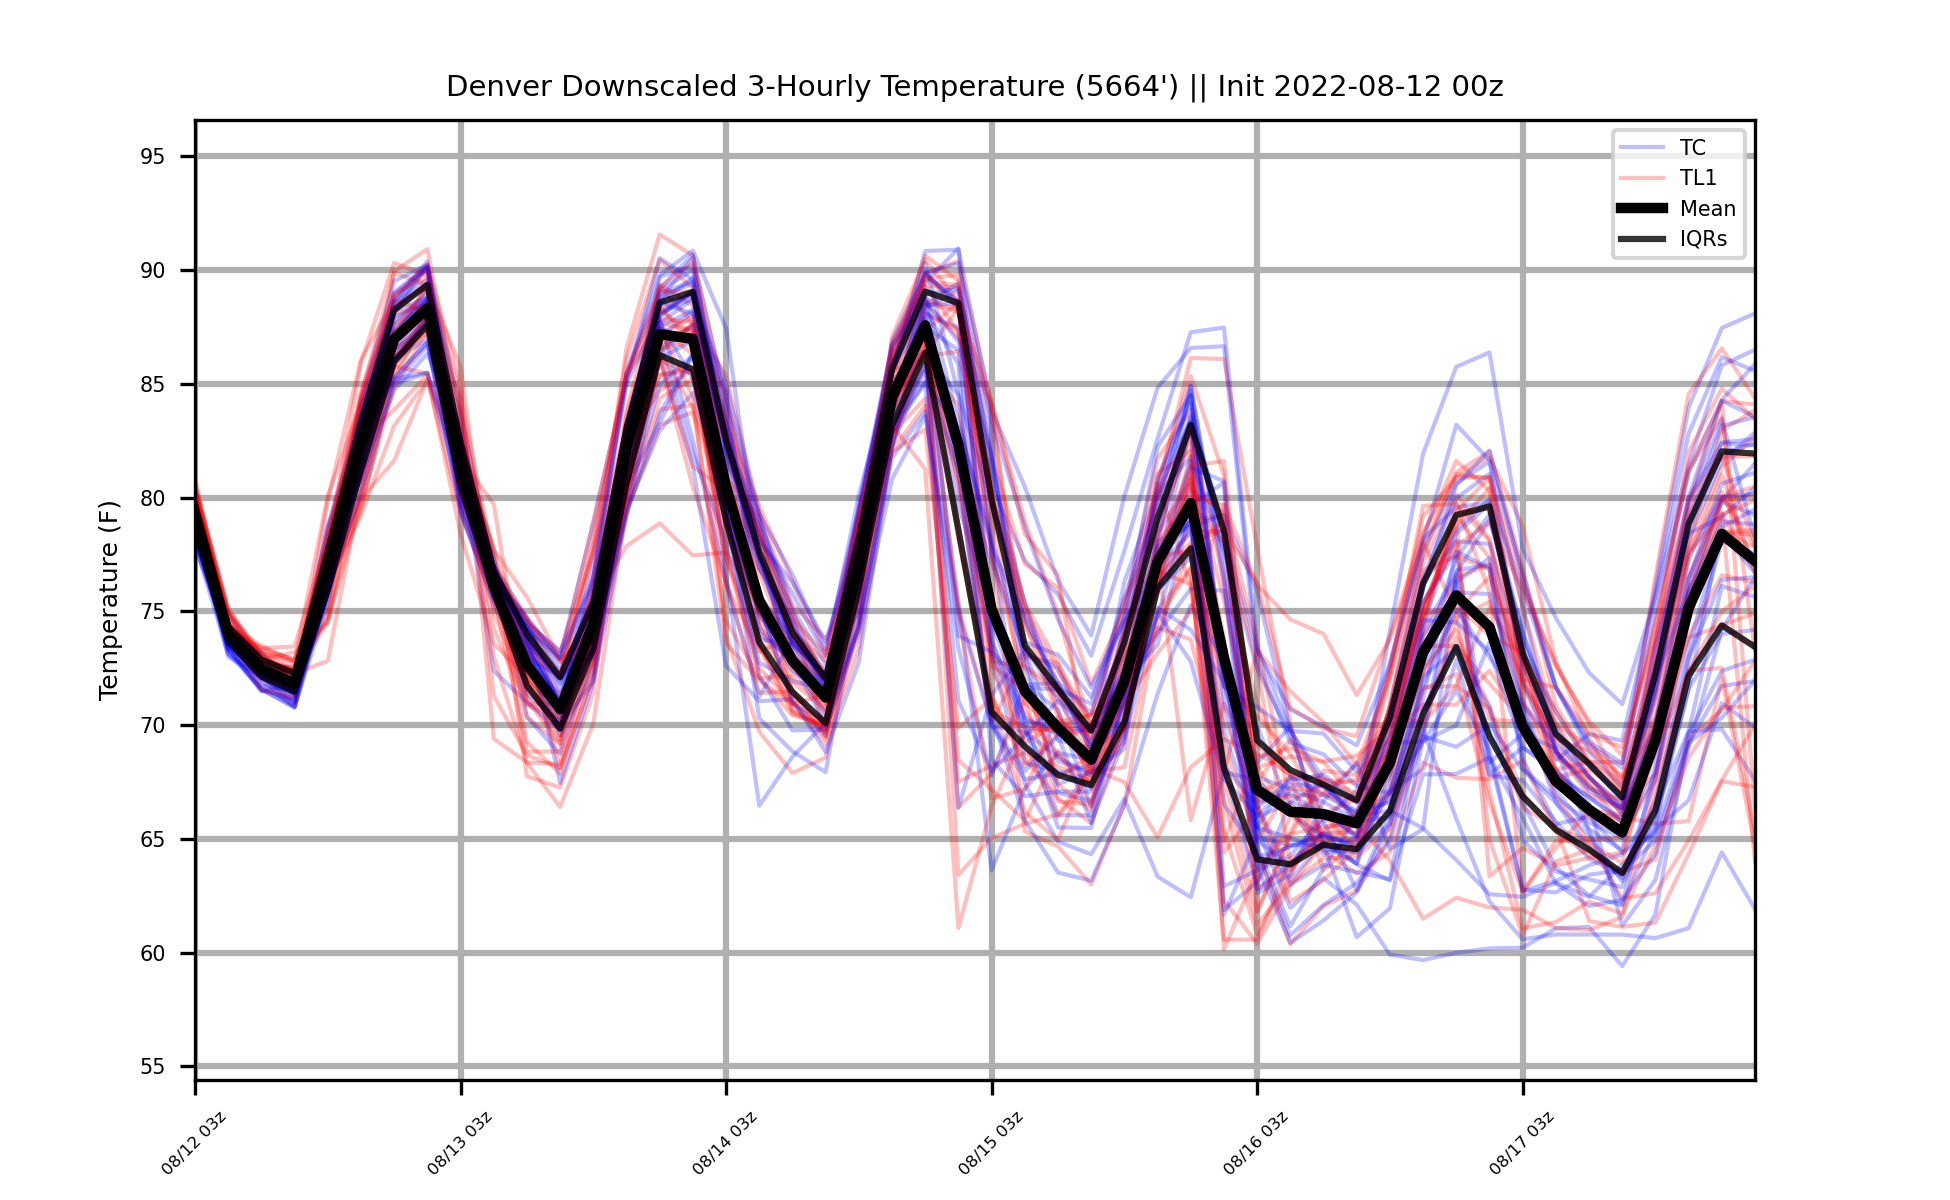 Denver Downscaled 3-Hourly Temperature (5664') || Init 2022-08-12 00z
TC
TL1
Mean
IQRs
Temperature (F)
95
90
85
80
75
70
65
60
55
08/12 03z
08/13 03z
08/14 03z
08/15 03z
08/16 03z
08/17 03z